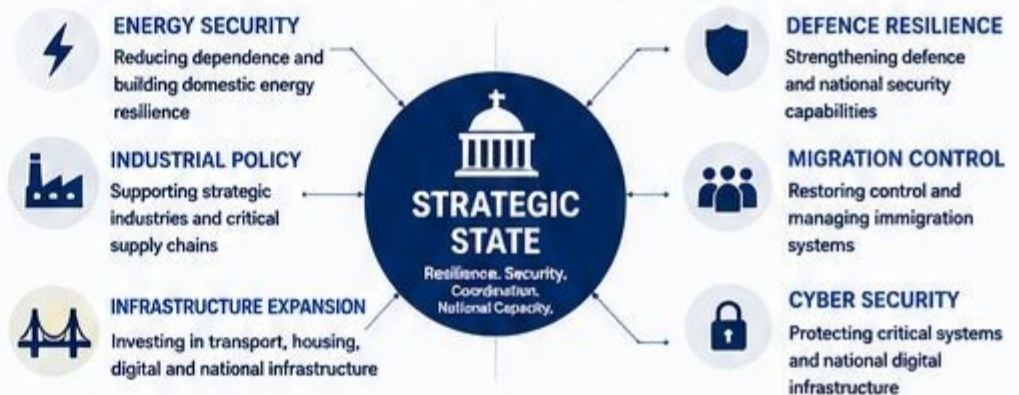 ENERGY SECURITY
Reducing dependence and
building domestic energy
resilience
INDUSTRIAL POLICY
Supporting strategic
industries and critical
supply chains
INFRASTRUCTURE EXPANSION
Investing in transport, housing,
digital and national infrastructure
STRATEGIC
STATE
Resilience. Security.
Coordination.
National Capacity.
DEFENCE RESILIENCE
Strengthening defence
and national security
capabilities
MIGRATION CONTROL
Restoring control and
managing immigration
systems
CYBER SECURITY
Protecting critical systems
and national digital
infrastructure